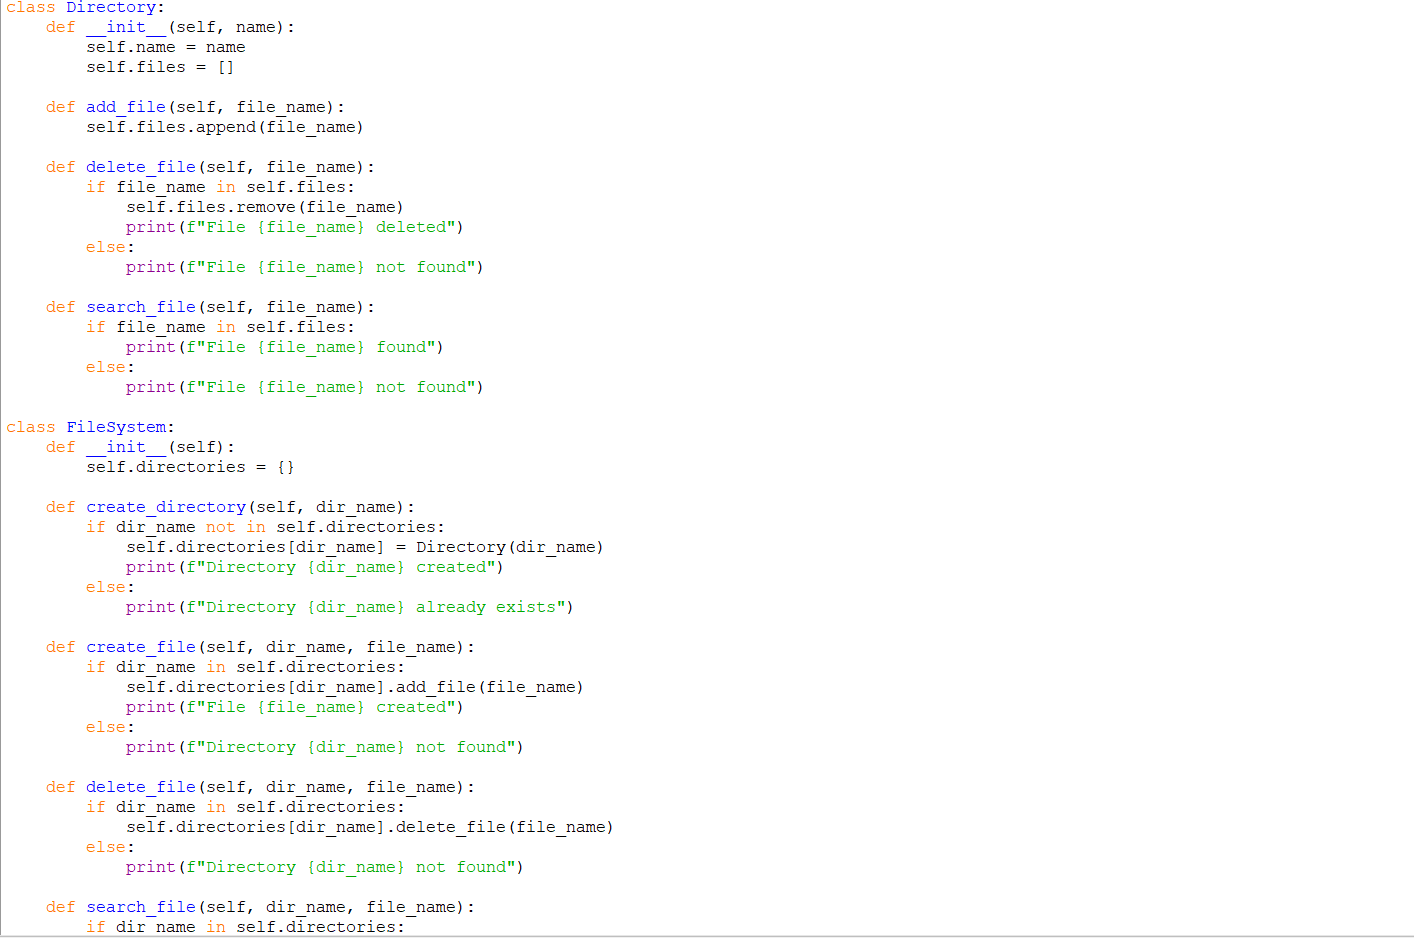 class Directory:
    def __init__(self, name):
        self.name = name
        self.files = []

    def add_file(self, file_name):
        self.files.append(file_name)

    def delete_file(self, file_name):
        if file_name in self.files:
            self.files.remove(file_name)
            print(f"File {file_name} deleted")
        else:
            print(f"File {file_name} not found")

    def search_file(self, file_name):
        if file_name in self.files:
            print(f"File {file_name} found")
        else:
            print(f"File {file_name} not found")

class FileSystem:
    def __init__(self):
        self.directories = {}

    def create_directory(self, dir_name):
        if dir_name not in self.directories:
            self.directories[dir_name] = Directory(dir_name)
            print(f"Directory {dir_name} created")
        else:
            print(f"Directory {dir_name} already exists")

    def create_file(self, dir_name, file_name):
        if dir_name in self.directories:
            self.directories[dir_name].add_file(file_name)
            print(f"File {file_name} created")
        else:
            print(f"Directory {dir_name} not found")

    def delete_file(self, dir_name, file_name):
        if dir_name in self.directories:
            self.directories[dir_name].delete_file(file_name)
        else:
            print(f"Directory {dir_name} not found")

    def search_file(self, dir_name, file_name):
        if dir_name in self.directories: